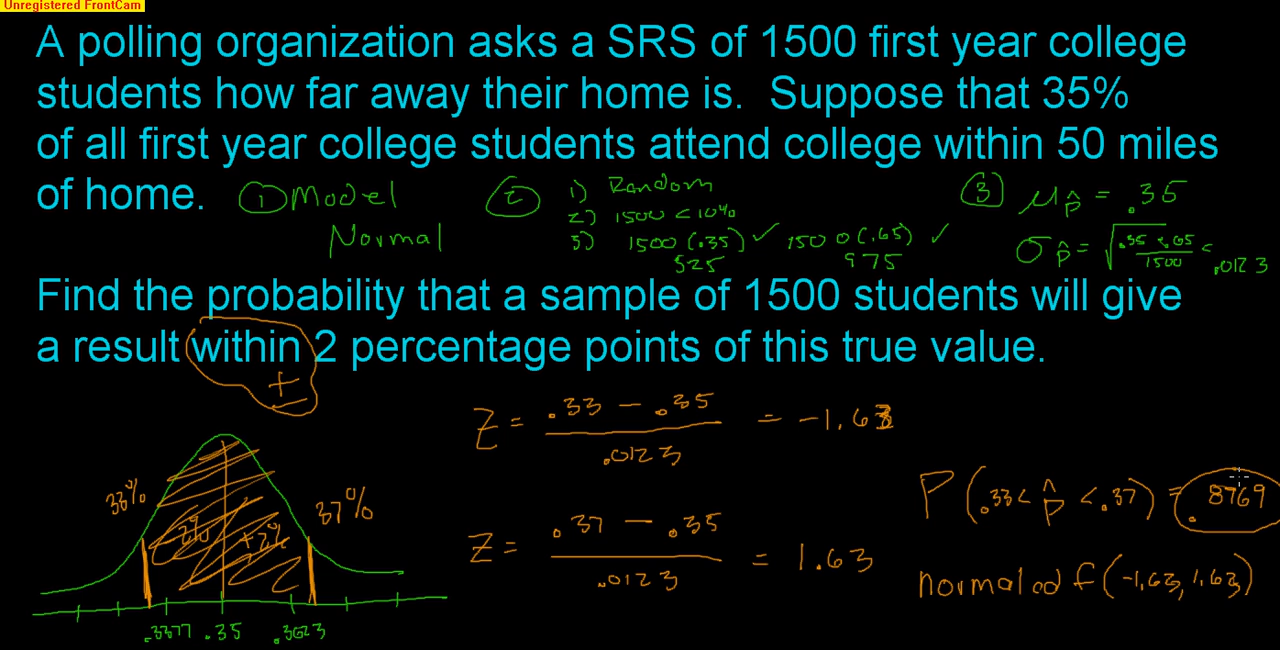 Unregistered FrontCam
A polling organization asks a SRS of 1500 first year college
students how far away their home is. Suppose that 35%
of all first year college students attend college within 50 miles
of home.
① Model
Normal
②
1) Random
2) 1500 < 10%
3) 1500 (.35) ✓ 1500 (.65) ✓
525 975
③ μp̂ = .35
σp̂ = √.35 × .65 / 1500 = .0123
Find the probability that a sample of 1500 students will give
a result within 2 percentage points of this true value.
±
33%
37%
-2%
+2%
.3377 .35 .3623
Z = .33 - .35 / .0123 = -1.63
Z = .37 - .35 / .0123 = 1.63
P (.33 < p̂ < .37) = .8769
normalcdf (-1.63, 1.63)